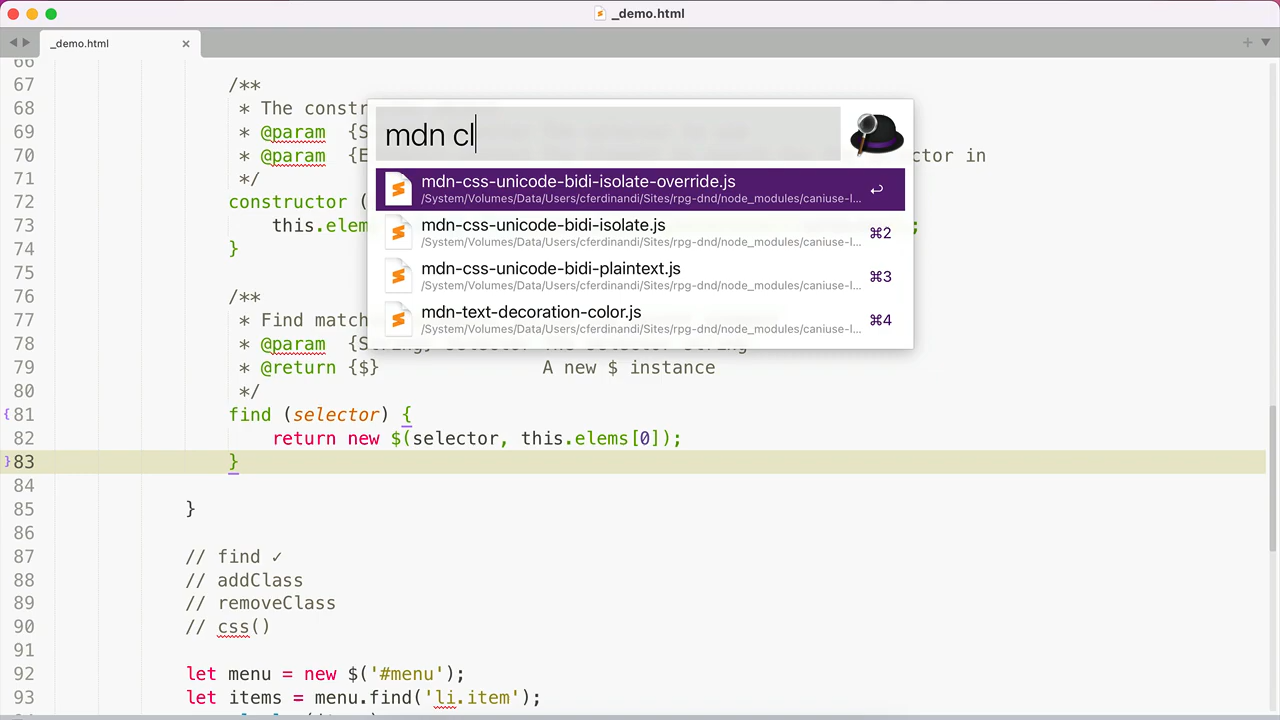 _demo.html
_demo.html
66
67 /**
68 * The constr
69 * @param {S
70 * @param {E ctor in
71 */
72 constructor (
73 this.elem ;
74 }
75
76 /**
77 * Find match
78 * @param {String} selector The selector string
79 * @return {$} A new $ instance
80 */
81 find (selector) {
82 return new $(selector, this.elems[0]);
83 }
84
85 }
86
87 // find ✓
88 // addClass
89 // removeClass
90 // css()
91
92 let menu = new $('#menu');
93 let items = menu.find('li.item');
mdn cl
mdn-css-unicode-bidi-isolate-override.js
/System/Volumes/Data/Users/cferdinandi/Sites/rpg-dnd/node_modules/caniuse-l... ↩
mdn-css-unicode-bidi-isolate.js
/System/Volumes/Data/Users/cferdinandi/Sites/rpg-dnd/node_modules/caniuse-l... ⌘2
mdn-css-unicode-bidi-plaintext.js
/System/Volumes/Data/Users/cferdinandi/Sites/rpg-dnd/node_modules/caniuse-l... ⌘3
mdn-text-decoration-color.js
/System/Volumes/Data/Users/cferdinandi/Sites/rpg-dnd/node_modules/caniuse-l... ⌘4